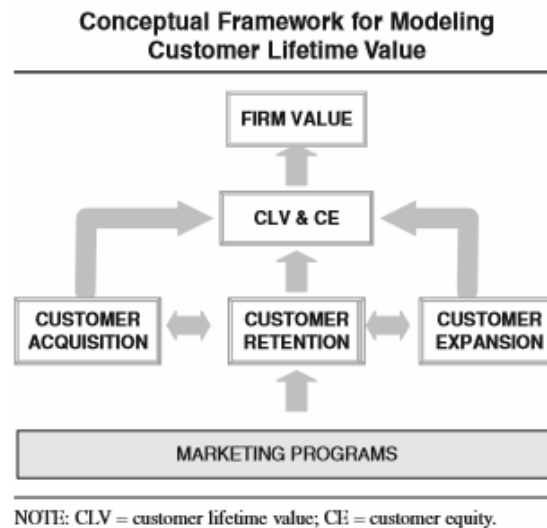 Conceptual Framework for Modeling
Customer Lifetime Value
FIRM VALUE
CLV & CE
CUSTOMER
ACQUISITION
CUSTOMER
RETENTION
CUSTOMER
EXPANSION
MARKETING PROGRAMS
NOTE: CLV = customer lifetime value; CE = customer equity.